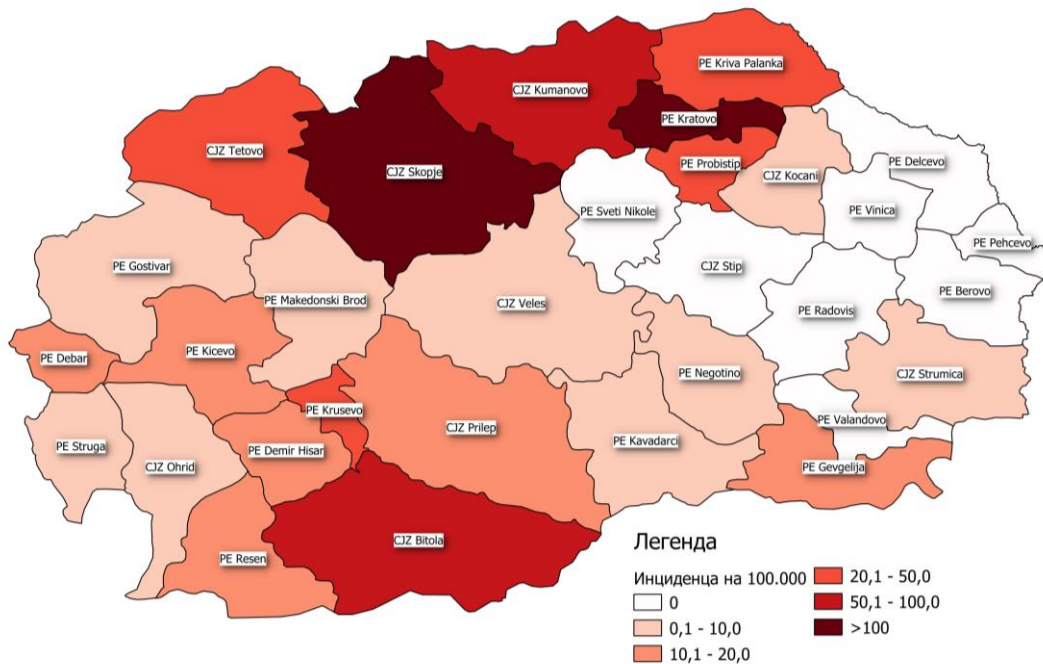 PE Kriva Palanka
CJZ Kumanovo
PE Kratovo
CJZ Tetovo
CJZ Skopje
PE Probistip
CJZ Kocani
PE Delcevo
PE Sveti Nikole
PE Vinica
PE Pehcevo
PE Gostivar
CJZ Stip
PE Berovo
PE Makedonski Brod
CJZ Veles
PE Radovis
PE Debar
PE Kicevo
PE Negotino
CJZ Strumica
PE Krusevo
PE Valandovo
CJZ Prilep
PE Kavadarci
PE Struga
PE Demir Hisar
CJZ Ohrid
PE Gevgelija
CJZ Bitola
PE Resen
Легенда
Инциденца на 100.000
0
0,1 - 10,0
10,1 - 20,0
20,1 - 50,0
50,1 - 100,0
>100